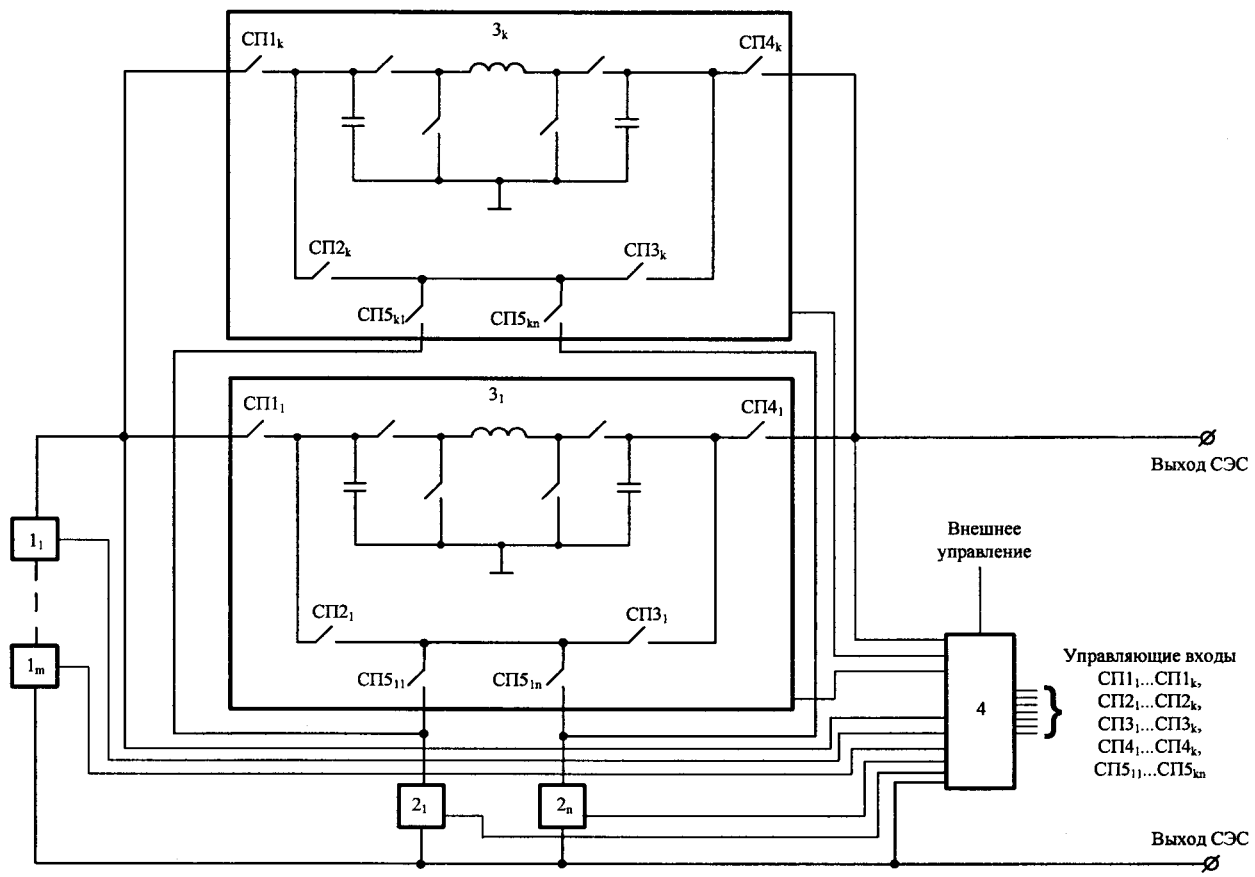 3k
СП1k
СП4k
СП2k
СП3k
СП5k1
СП5kn
31
СП11
СП41
Выход СЭС
11
Внешнее
управление
СП21
СП31
1m
СП511
СП51n
4
Управляющие входы
СП11...СП1k,
СП21...СП2k,
СП31...СП3k,
СП41...СП4k,
СП511...СП5kn
21
2n
Выход СЭС